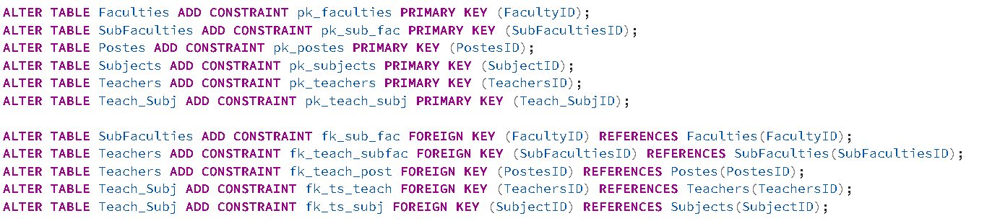 ALTER TABLE Faculties ADD CONSTRAINT pk_faculties PRIMARY KEY (FacultyID);
ALTER TABLE SubFaculties ADD CONSTRAINT pk_sub_fac PRIMARY KEY (SubFacultiesID);
ALTER TABLE Postes ADD CONSTRAINT pk_postes PRIMARY KEY (PostesID);
ALTER TABLE Subjects ADD CONSTRAINT pk_subjects PRIMARY KEY (SubjectID);
ALTER TABLE Teachers ADD CONSTRAINT pk_teachers PRIMARY KEY (TeachersID);
ALTER TABLE Teach_Subj ADD CONSTRAINT pk_teach_subj PRIMARY KEY (Teach_SubjID);
ALTER TABLE SubFaculties ADD CONSTRAINT fk_sub_fac FOREIGN KEY (FacultyID) REFERENCES Faculties(FacultyID);
ALTER TABLE Teachers ADD CONSTRAINT fk_teach_subfac FOREIGN KEY (SubFacultiesID) REFERENCES SubFaculties(SubFacultiesID);
ALTER TABLE Teachers ADD CONSTRAINT fk_teach_post FOREIGN KEY (PostesID) REFERENCES Postes(PostesID);
ALTER TABLE Teach_Subj ADD CONSTRAINT fk_ts_teach FOREIGN KEY (TeachersID) REFERENCES Teachers(TeachersID);
ALTER TABLE Teach_Subj ADD CONSTRAINT fk_ts_subj FOREIGN KEY (SubjectID) REFERENCES Subjects(SubjectID);